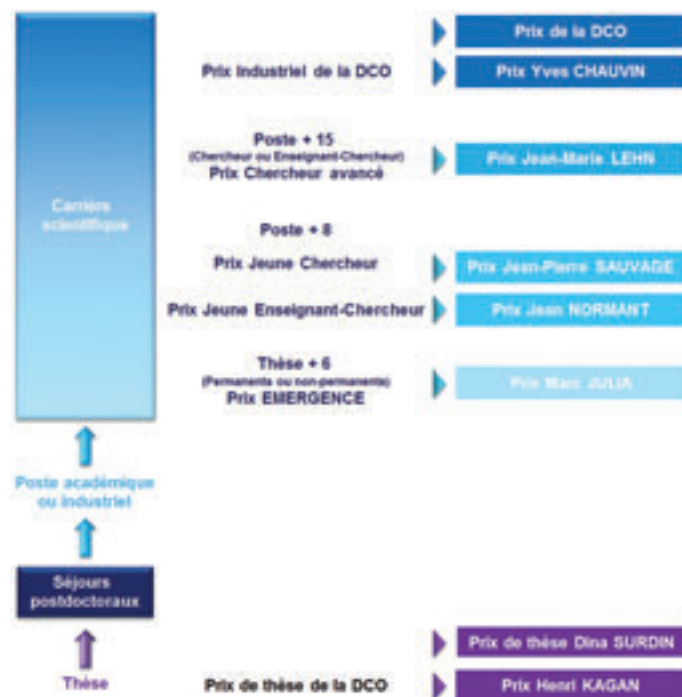 Prix de la DCO
Prix Industriel de la DCO
Prix Yves CHAUVIN
Poste + 15
(Chercheur ou Enseignant-Chercheur)
Prix Chercheur avancé
Prix Jean-Marie LEHN
Carrière
scientifique
Poste + 8
Prix Jeune Chercheur
Prix Jean-Pierre SAUVAGE
Prix Jeune Enseignant-Chercheur
Prix Jean NORMANT
Thèse + 6
(Permanents ou non-permanents)
Prix EMERGENCE
Prix Marc JULIA
Poste académique
ou Industriel
Séjours
postdoctoraux
Prix de thèse Dina SURDIN
Thèse
Prix de thèse de la DCO
Prix Henri KAGAN